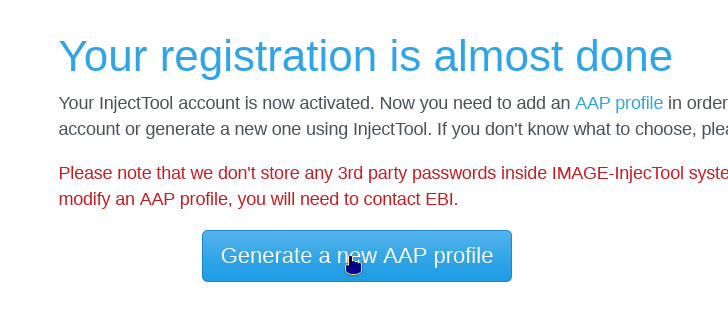 Your registration is almost done
Your InjectTool account is now activated. Now you need to add an AAP profile in order
account or generate a new one using InjectTool. If you don't know what to choose, plea
Please note that we don't store any 3rd party passwords inside IMAGE-InjecTool syste
modify an AAP profile, you will need to contact EBI.
Generate a new AAP profile